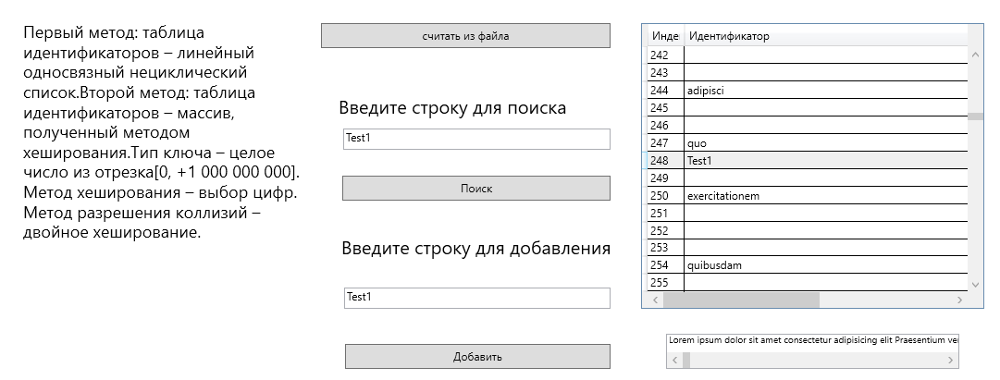 Первый метод: таблица
идентификаторов – линейный
односвязный нециклический
список.Второй метод: таблица
идентификаторов – массив,
полученный методом
хеширования.Тип ключа – целое
число из отрезка[0, +1 000 000 000].
Метод хеширования – выбор цифр.
Метод разрешения коллизий –
двойное хеширование.
считать из файла
Введите строку для поиска
Test1
Поиск
Введите строку для добавления
Test1
Добавить
Инде Идентификатор
242
243
244 adipisci
245
246
247 quo
248 Test1
249
250 exercitationem
251
252
253
254 quibusdam
255
Lorem ipsum dolor sit amet consectetur adipisicing elit Praesentium